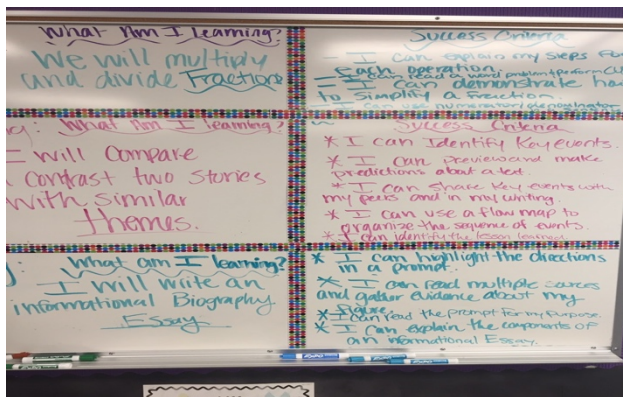 What Am I learning?
We will multiply
and divide Fractions
Success Criteria
- I can explain my steps for
each operation.
= I can read a word problem + perform
= I can demonstrate how
to simplify a fraction
- I can use numerator/denominator
What Am I learning?
I will Compare
contrast two stories
with similar
themes.
Success Criteria
* I can Identify Key events.
* I can preview and make
predictions about a text.
* I can share key events with
my peers and in my writing.
* I can use a flow map to
organize the sequence of events.
* I can identify the lesson learned
What am I learning?
I will write an
informational Biography
Essay
* I can highlight the directions
in a prompt.
* I can read multiple sources
and gather evidence about my
figure.
* I can read the prompt for my purpose.
* I can explain the components of
an informational Essay.